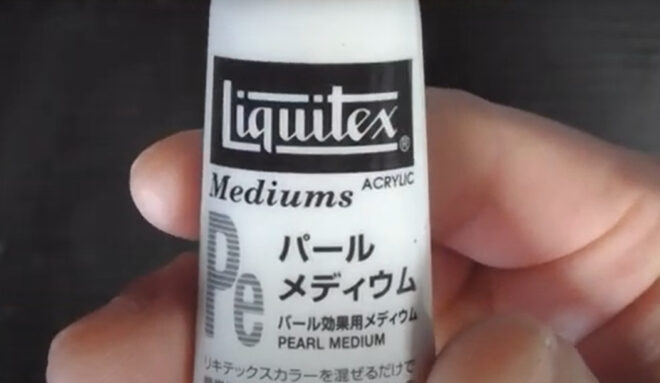 Liquitex®
Mediums ACRYLIC
Pe
パール
メディウム
パール効果用メディウム
PEARL MEDIUM
リキテックスカラーを混ぜるだけで